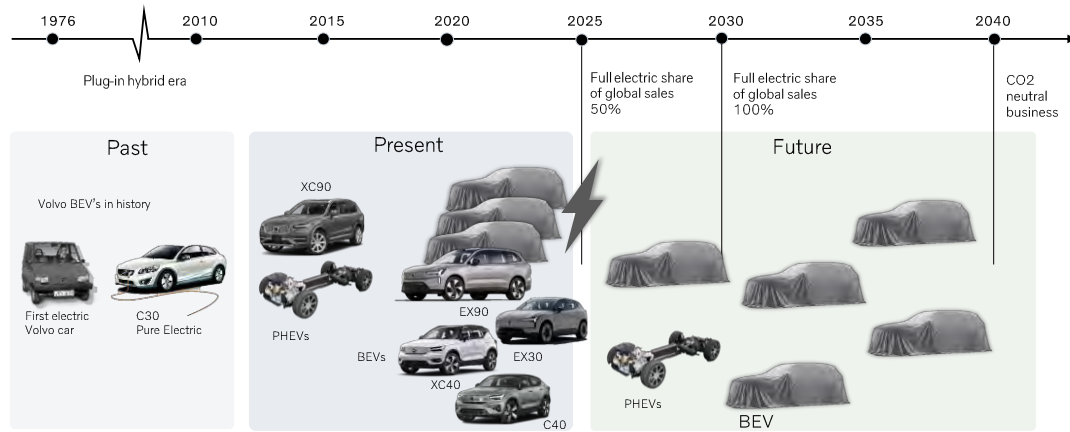 1976
2010
2015
2020
2025
2030
2035
2040
Plug-in hybrid era
Full electric share
of global sales
50%
Full electric share
of global sales
100%
CO2
neutral
business
Past
Present
Future
Volvo BEV's in history
First electric
Volvo car
C30
Pure Electric
XC90
PHEVs
EX90
BEVs
EX30
XC40
C40
PHEVs
BEV